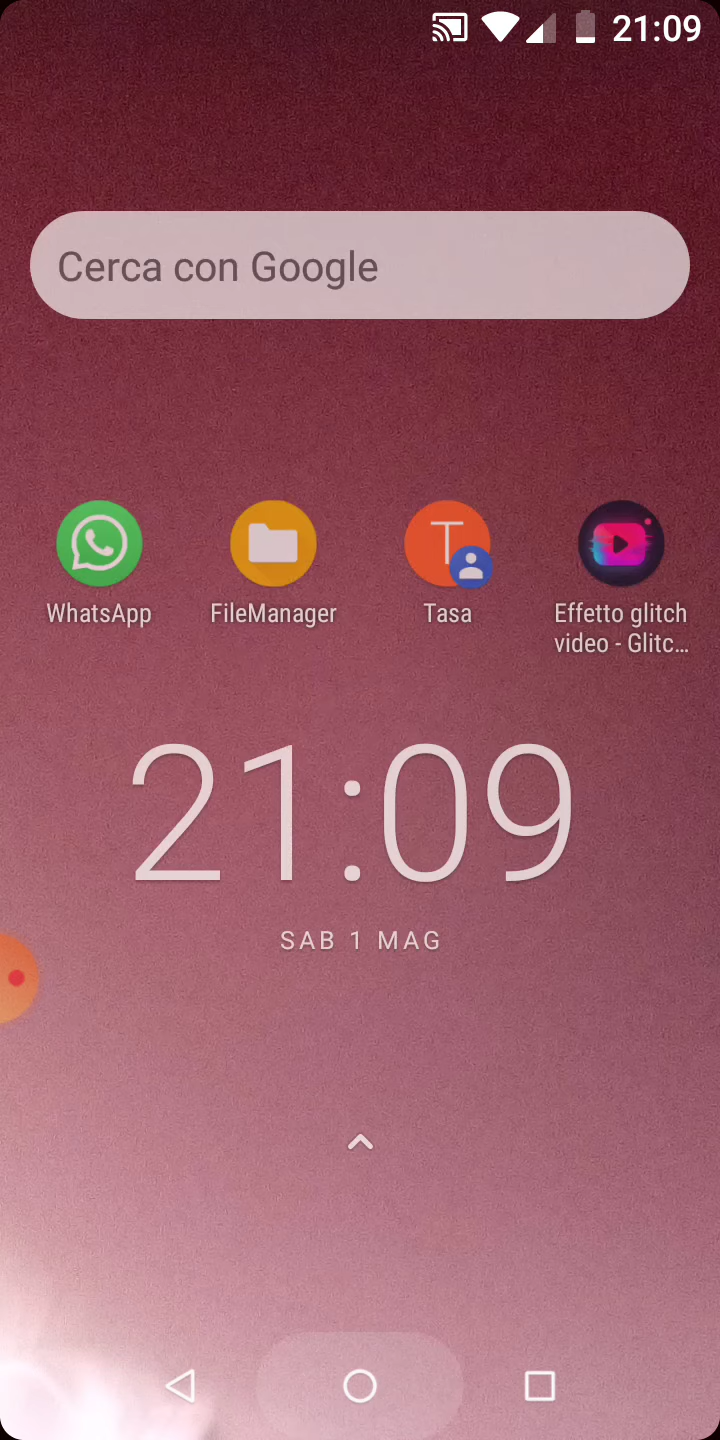 21:09
Cerca con Google
WhatsApp
FileManager
T
Tasa
Effetto glitch
video - Glitc…
21:09
SAB 1 MAG